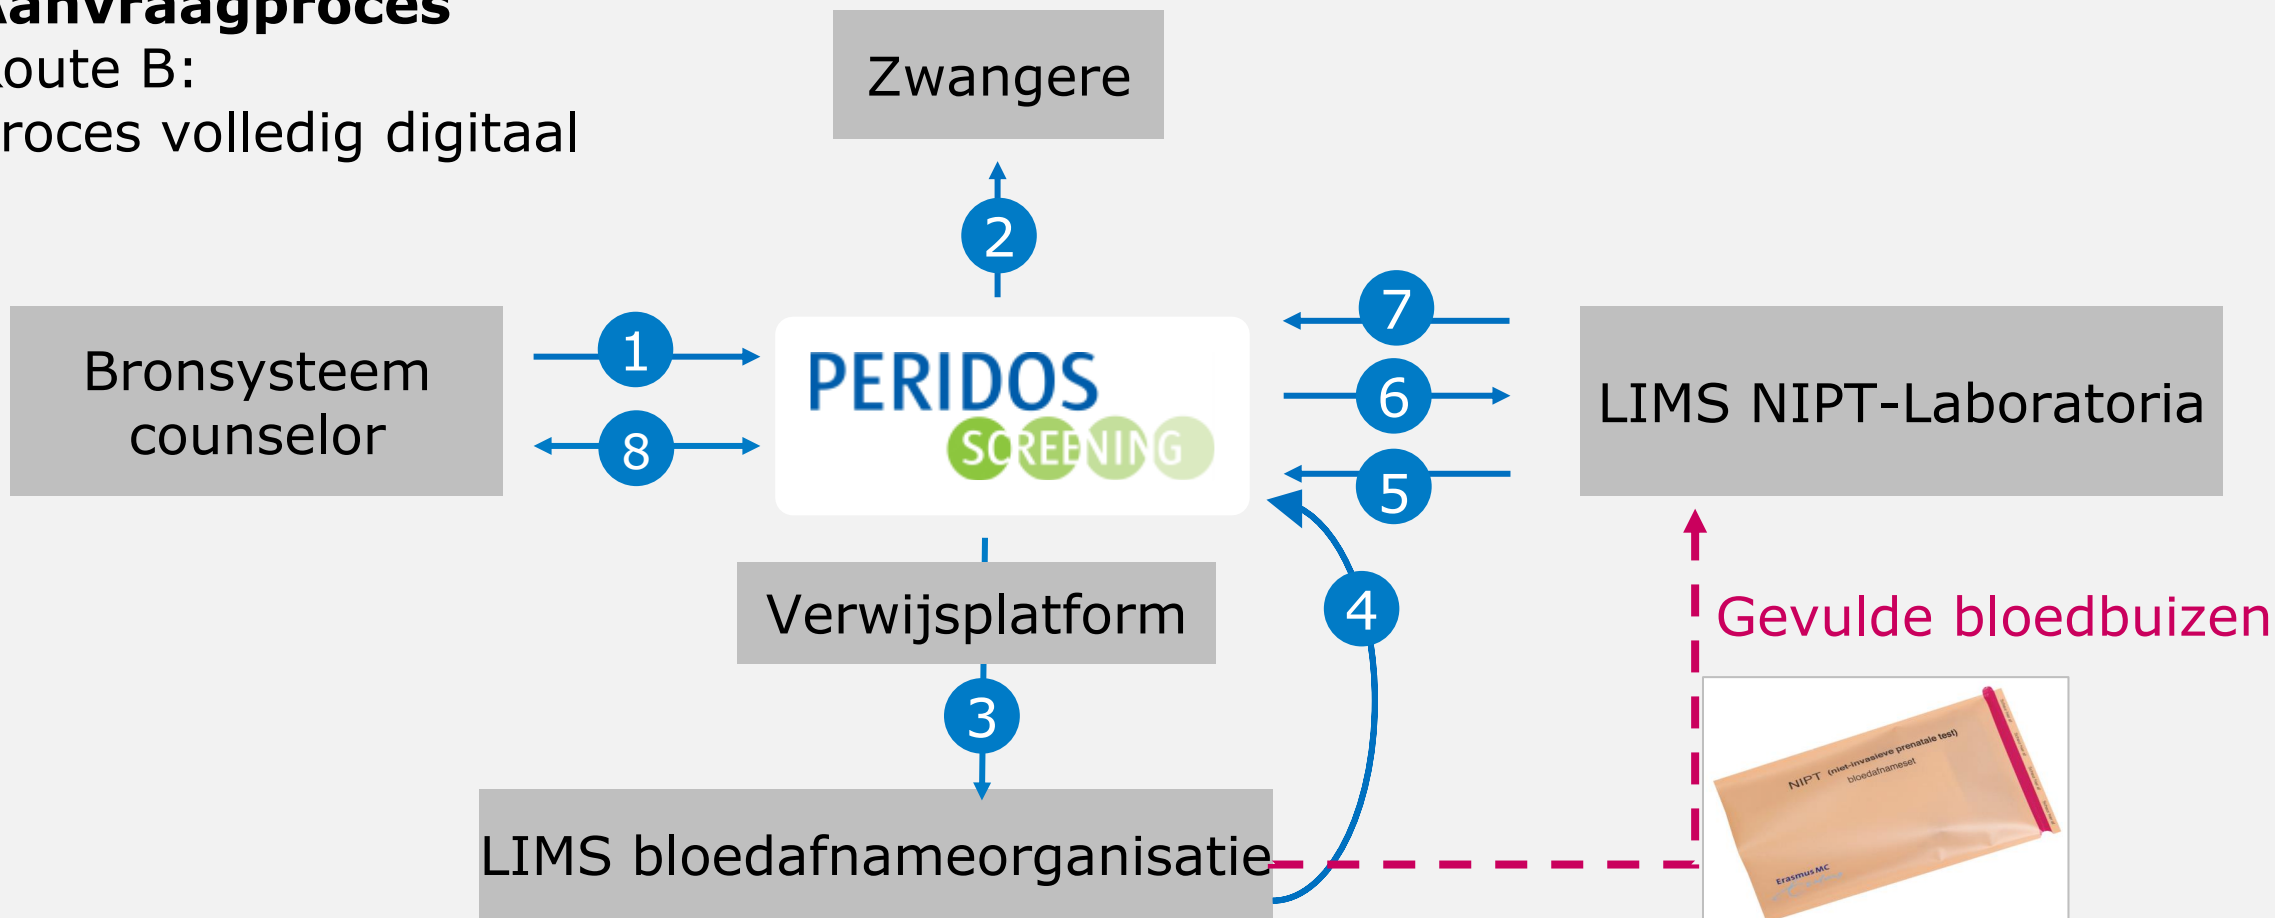 Aanvraagproces
Route B:
Proces volledig digitaal
Zwangere
2
Bronsysteem
counselor
1
8
PERIDOS
SCREENING
7
6
5
LIMS NIPT-Laboratoria
Verwijsplatform
3
4
Gevulde bloedbuizen
LIMS bloedafnameorganisatie
NIPT (niet-invasieve prenatale test)
bloedafnameset
Erasmus MC